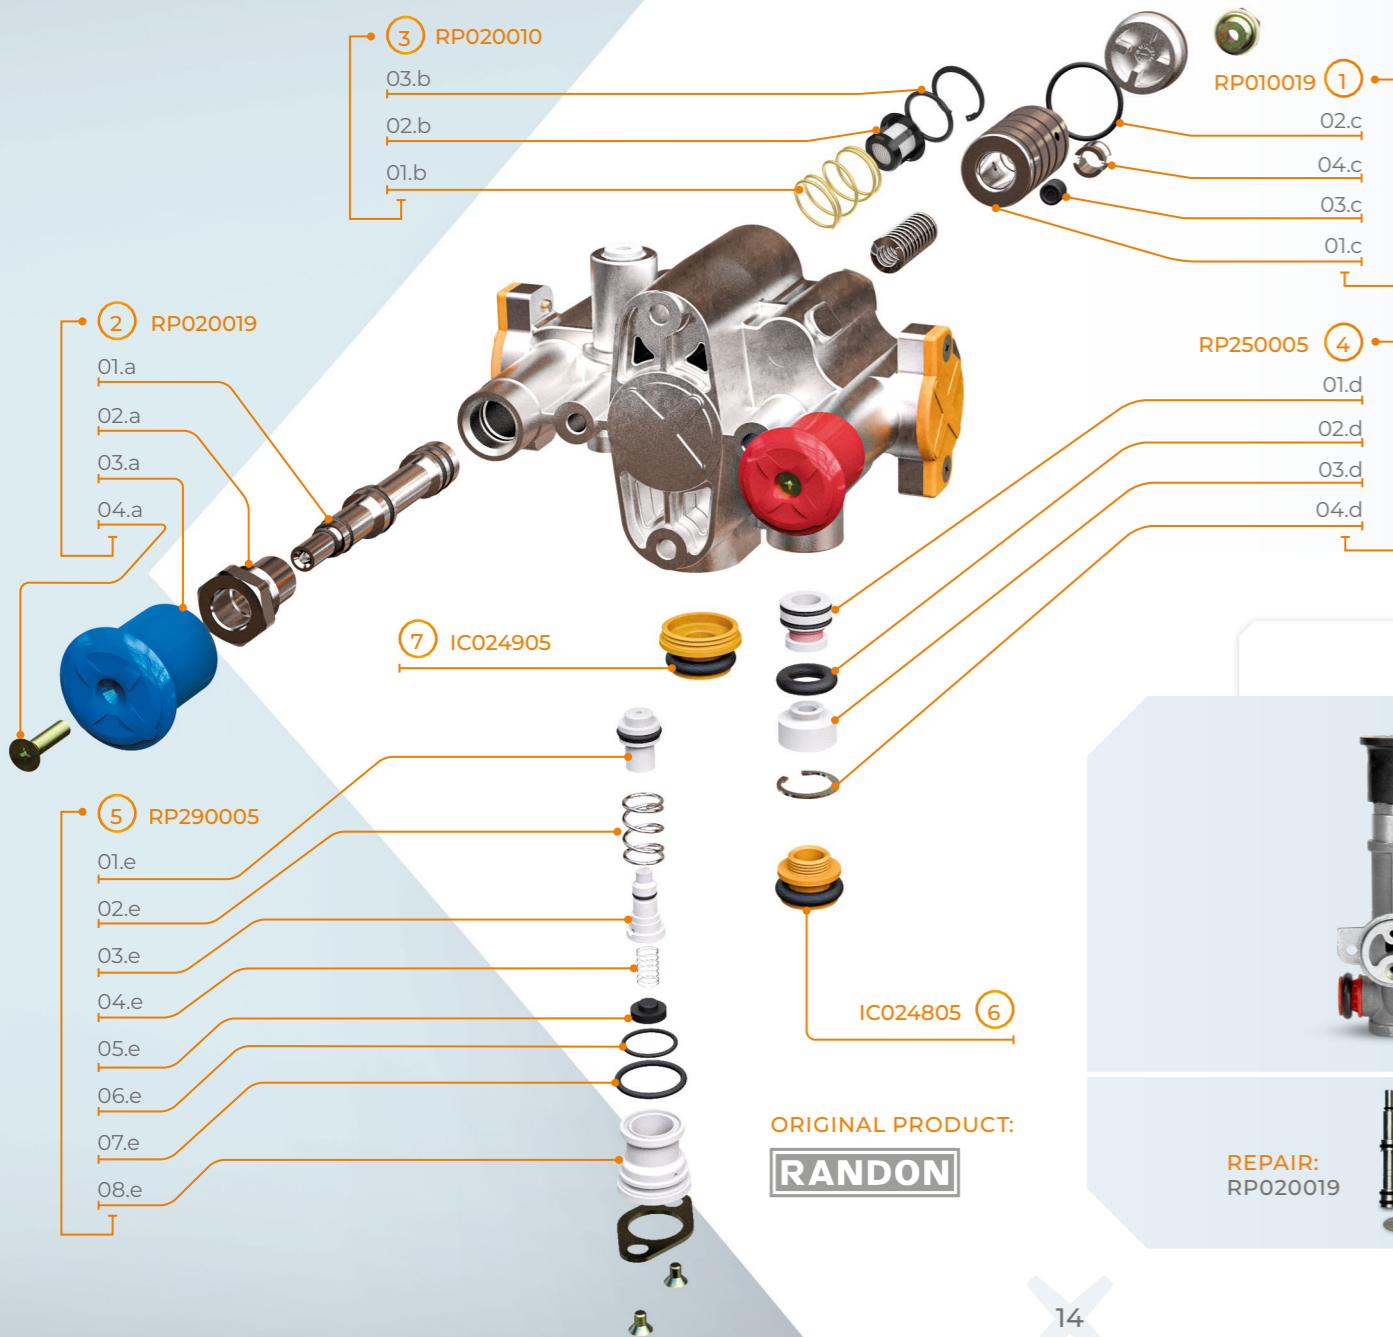 3 RP020010
03.b
02.b
01.b
RP010019 1
02.c
04.c
03.c
01.c
2 RP020019
01.a
02.a
03.a
04.a
RP250005 4
01.d
02.d
03.d
04.d
7 IC024905
5 RP290005
01.e
02.e
03.e
04.e
05.e
06.e
07.e
08.e
IC024805 6
ORIGINAL PRODUCT:
RANDON
REPAIR:
RP020019
14